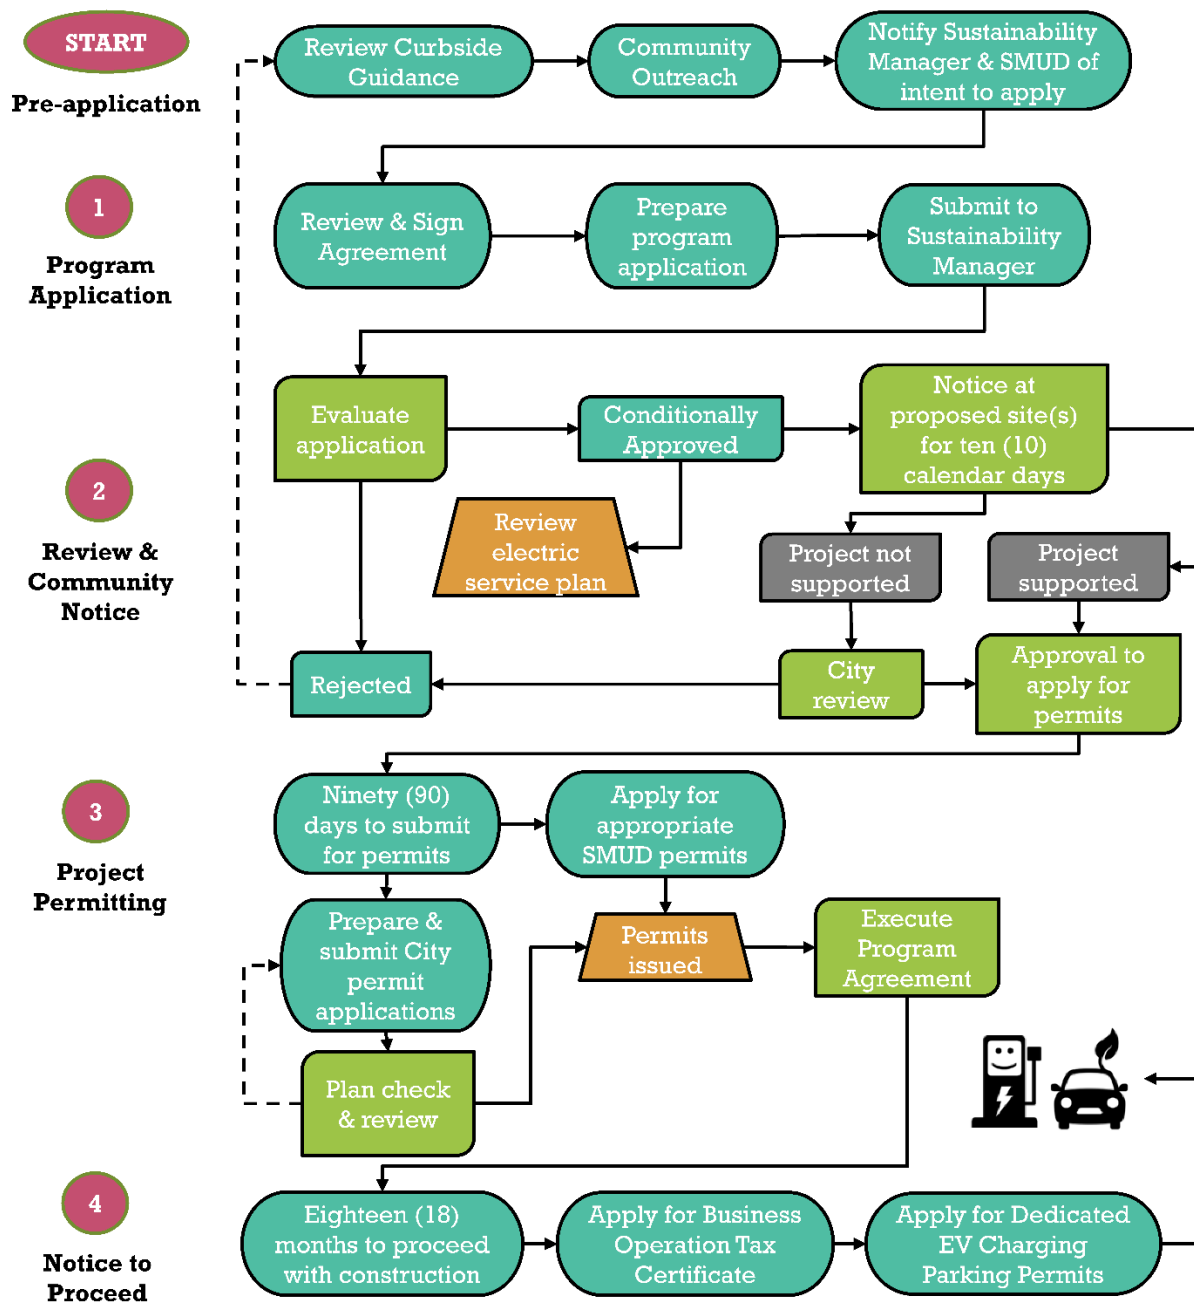 START
Pre-application
Review Curbside
Guidance
Community
Outreach
Notify Sustainability
Manager & SMUD of
intent to apply
1
Program
Application
Review & Sign
Agreement
Prepare
program
application
Submit to
Sustainability
Manager
2
Review &
Community
Notice
Evaluate
application
Conditionally
Approved
Notice at
proposed site(s)
for ten (10)
calendar days
Review
electric
service plan
Project not
supported
Project
supported
Rejected
City
review
Approval to
apply for
permits
3
Project
Permitting
Ninety (90)
days to submit
for permits
Apply for
appropriate
SMUD permits
Prepare &
submit City
permit
applications
Permits
issued
Execute
Program
Agreement
Plan check
& review
4
Notice to
Proceed
Eighteen (18)
months to proceed
with construction
Apply for Business
Operation Tax
Certificate
Apply for Dedicated
EV Charging
Parking Permits